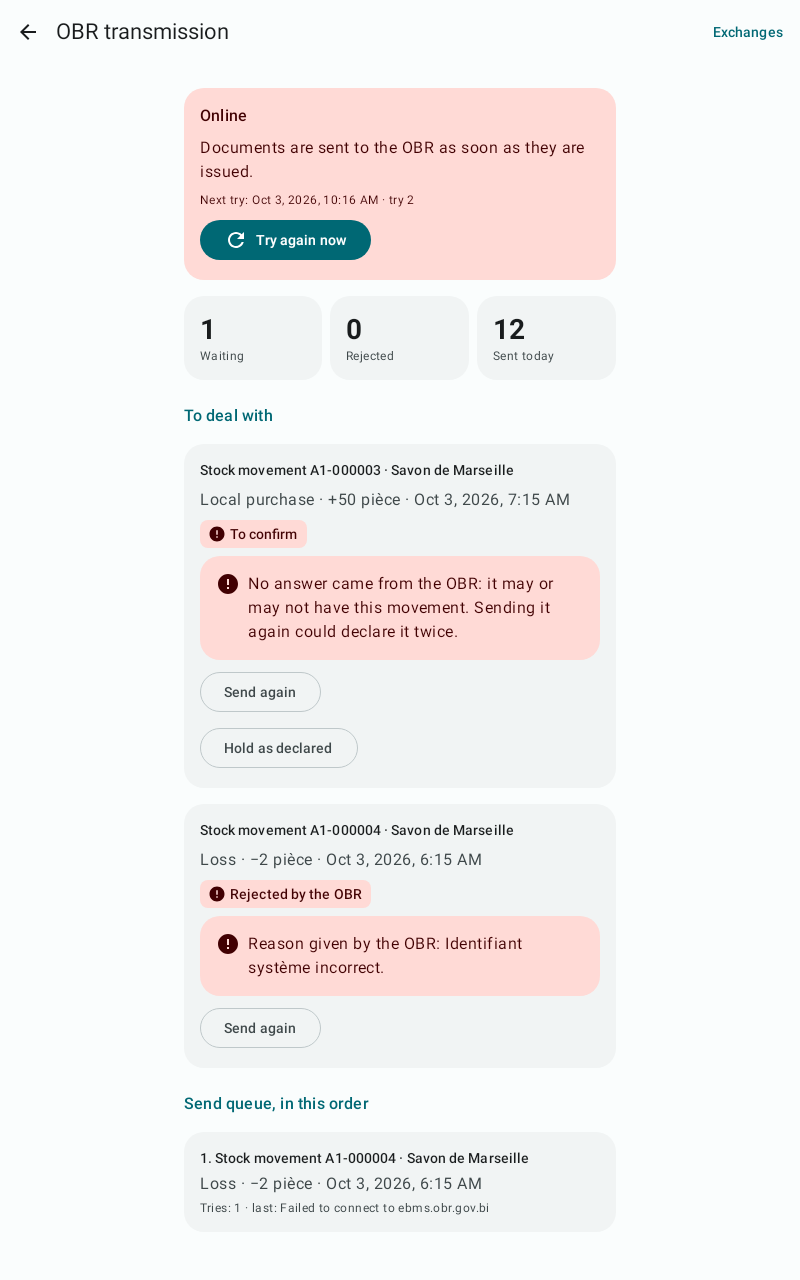 OBR transmission
Exchanges
Online
Documents are sent to the OBR as soon as they are
issued.
Next try: Oct 3, 2026, 10:16 AM · try 2
Try again now
1
Waiting
0
Rejected
12
Sent today
To deal with
Stock movement A1-000003 · Savon de Marseille
Local purchase · +50 pièce · Oct 3, 2026, 7:15 AM
To confirm
No answer came from the OBR: it may or
may not have this movement. Sending it
again could declare it twice.
Send again
Hold as declared
Stock movement A1-000004 · Savon de Marseille
Loss · −2 pièce · Oct 3, 2026, 6:15 AM
Rejected by the OBR
Reason given by the OBR: Identifiant
système incorrect.
Send again
Send queue, in this order
1. Stock movement A1-000004 · Savon de Marseille
Loss · −2 pièce · Oct 3, 2026, 6:15 AM
Tries: 1 · last: Failed to connect to ebms.obr.gov.bi